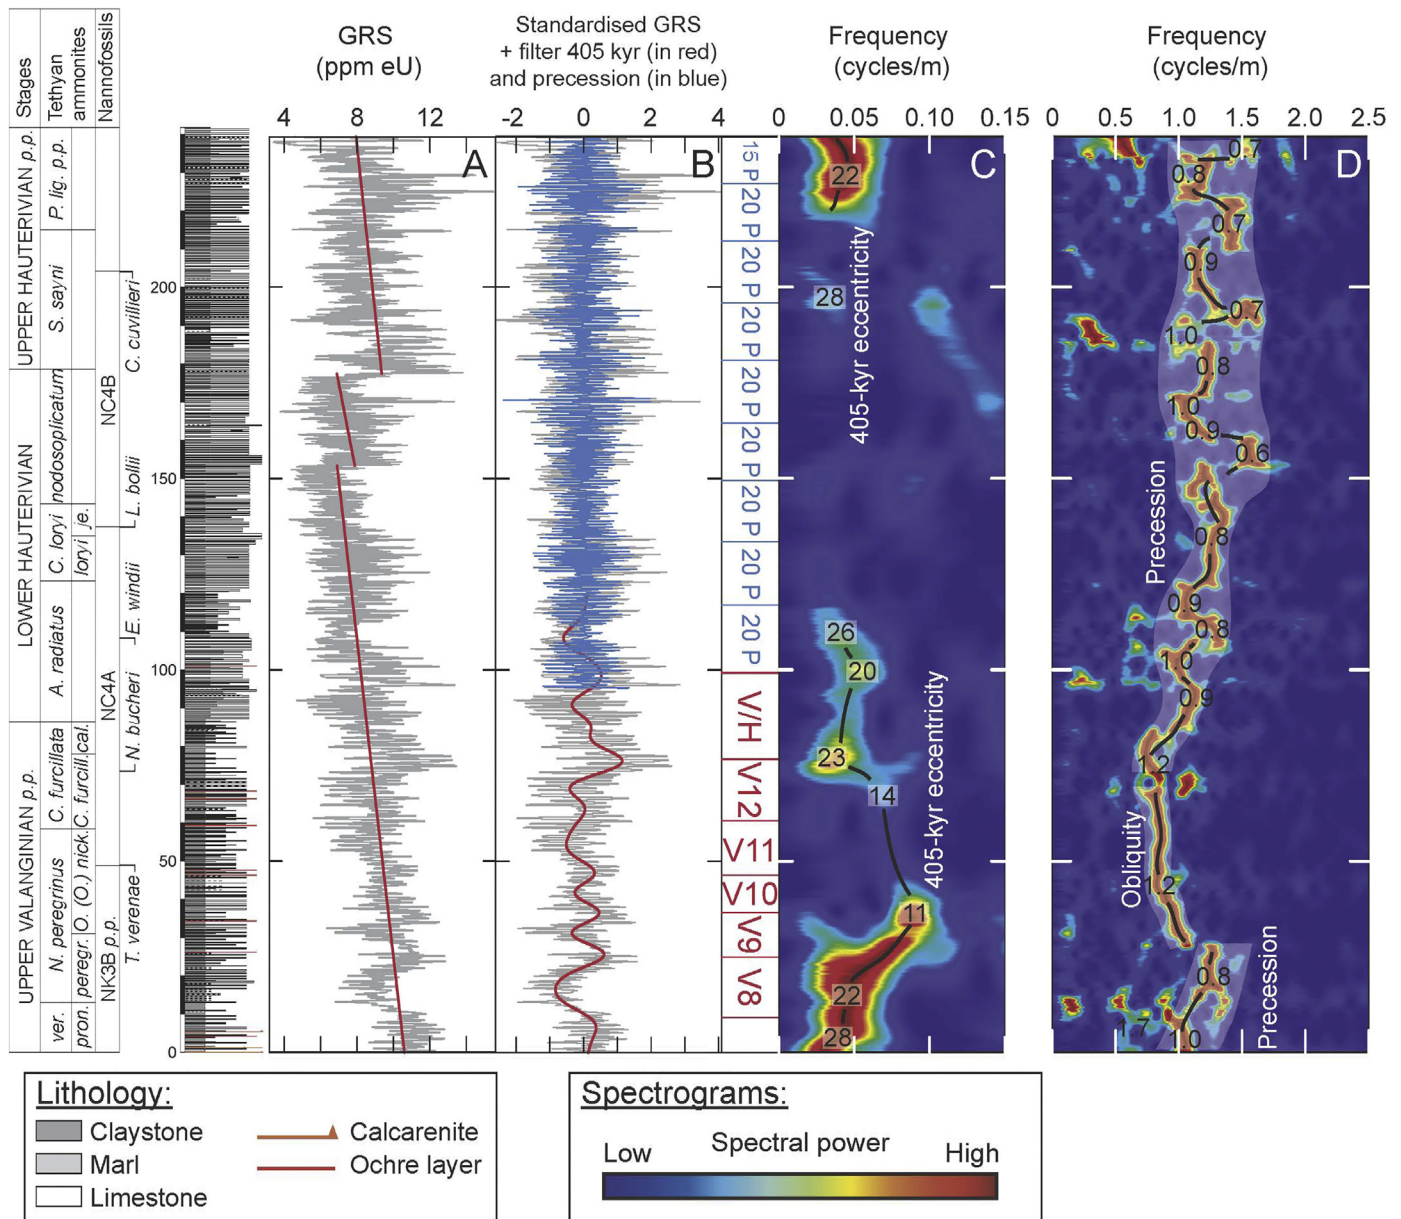 Stages
Tethyan
ammonites
Nannofossils
GRS
(ppm eU)
Standardised GRS
+ filter 405 kyr (in red)
and precession (in blue)
Frequency
(cycles/m)
Frequency
(cycles/m)
4 8 12
-2 0 2 4
0 0.05 0.10 0.15
0 0.5 1.0 1.5 2.0 2.5
A
B
C
D
UPPER HAUTERIVIAN p.p.
LOWER HAUTERIVIAN
UPPER VALANGINIAN p.p.
P. lig. p.p.
S. sayni
nodosoplicatum
C. loryi
loryi
je.
A. radiatus
C. furcillata
C. furcill.
cal.
N. peregrinus
peregr.
O. (O.) nick.
ver.
pron.
NC4B
NC4A
NK3B p.p.
C. cuvillieri
L. bollii
E. windii
N. bucheri
T. verenae
200
150
100
50
0
15 P
20 P
20 P
20 P
20 P
20 P
20 P
20 P
20 P
V/H
V12
V11
V10
V9
V8
22
28
26
20
23
14
11
22
28
405-kyr eccentricity
405-kyr eccentricity
0.7
0.8
0.7
0.9
0.7
1.0
0.8
1.0
0.9
0.6
0.8
0.9
0.8
1.0
0.9
1.2
1.2
0.8
1.7
1.0
Precession
Obliquity
Precession
Lithology:
Claystone
Marl
Limestone
Calcarenite
Ochre layer
Spectrograms:
Spectral power
Low High